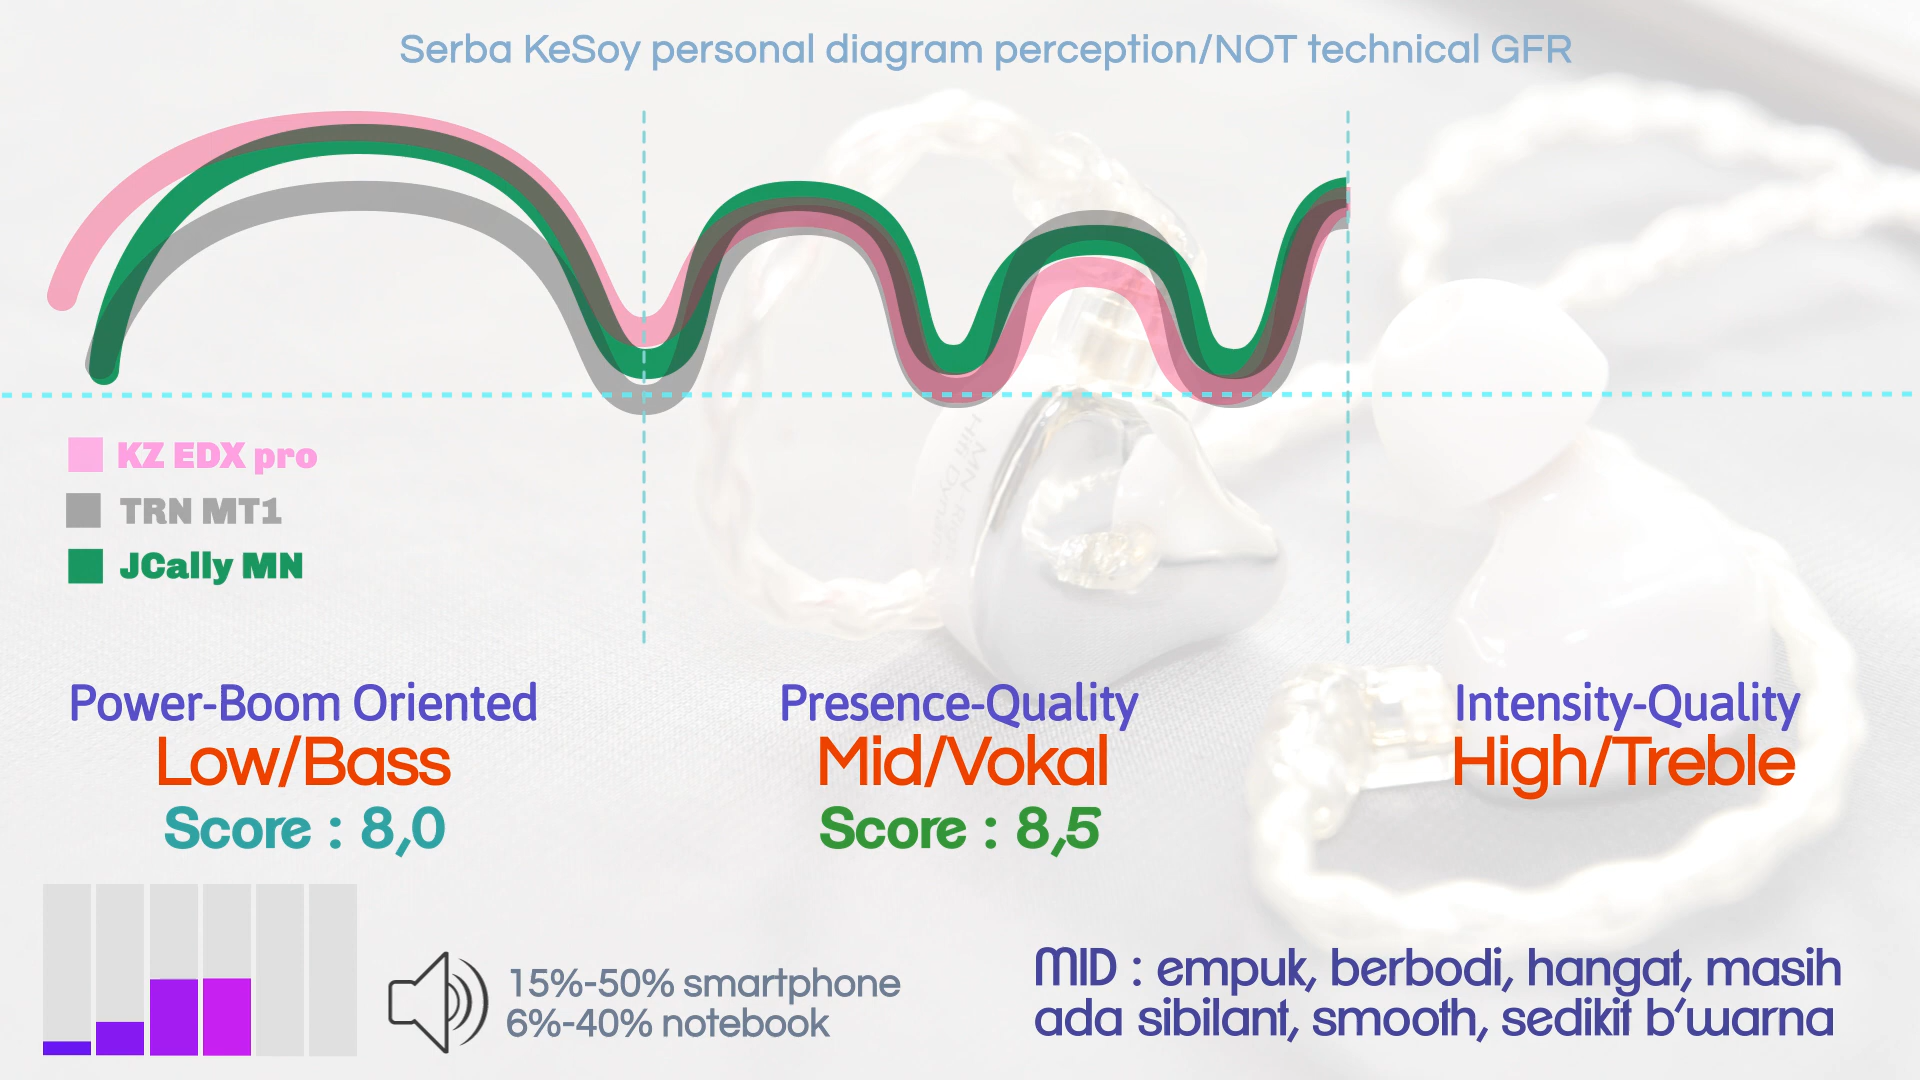 Serba KeSoy personal diagram perception/NOT technical GFR
KZ EDX pro
TRN MT1
JCally MN
Power-Boom Oriented
Low/Bass
Score : 8,0
Presence-Quality
Mid/Vokal
Score : 8,5
Intensity-Quality
High/Treble
15%-50% smartphone
6%-40% notebook
MID : empuk, berbodi, hangat, masih
ada sibilant, smooth, sedikit b'warna